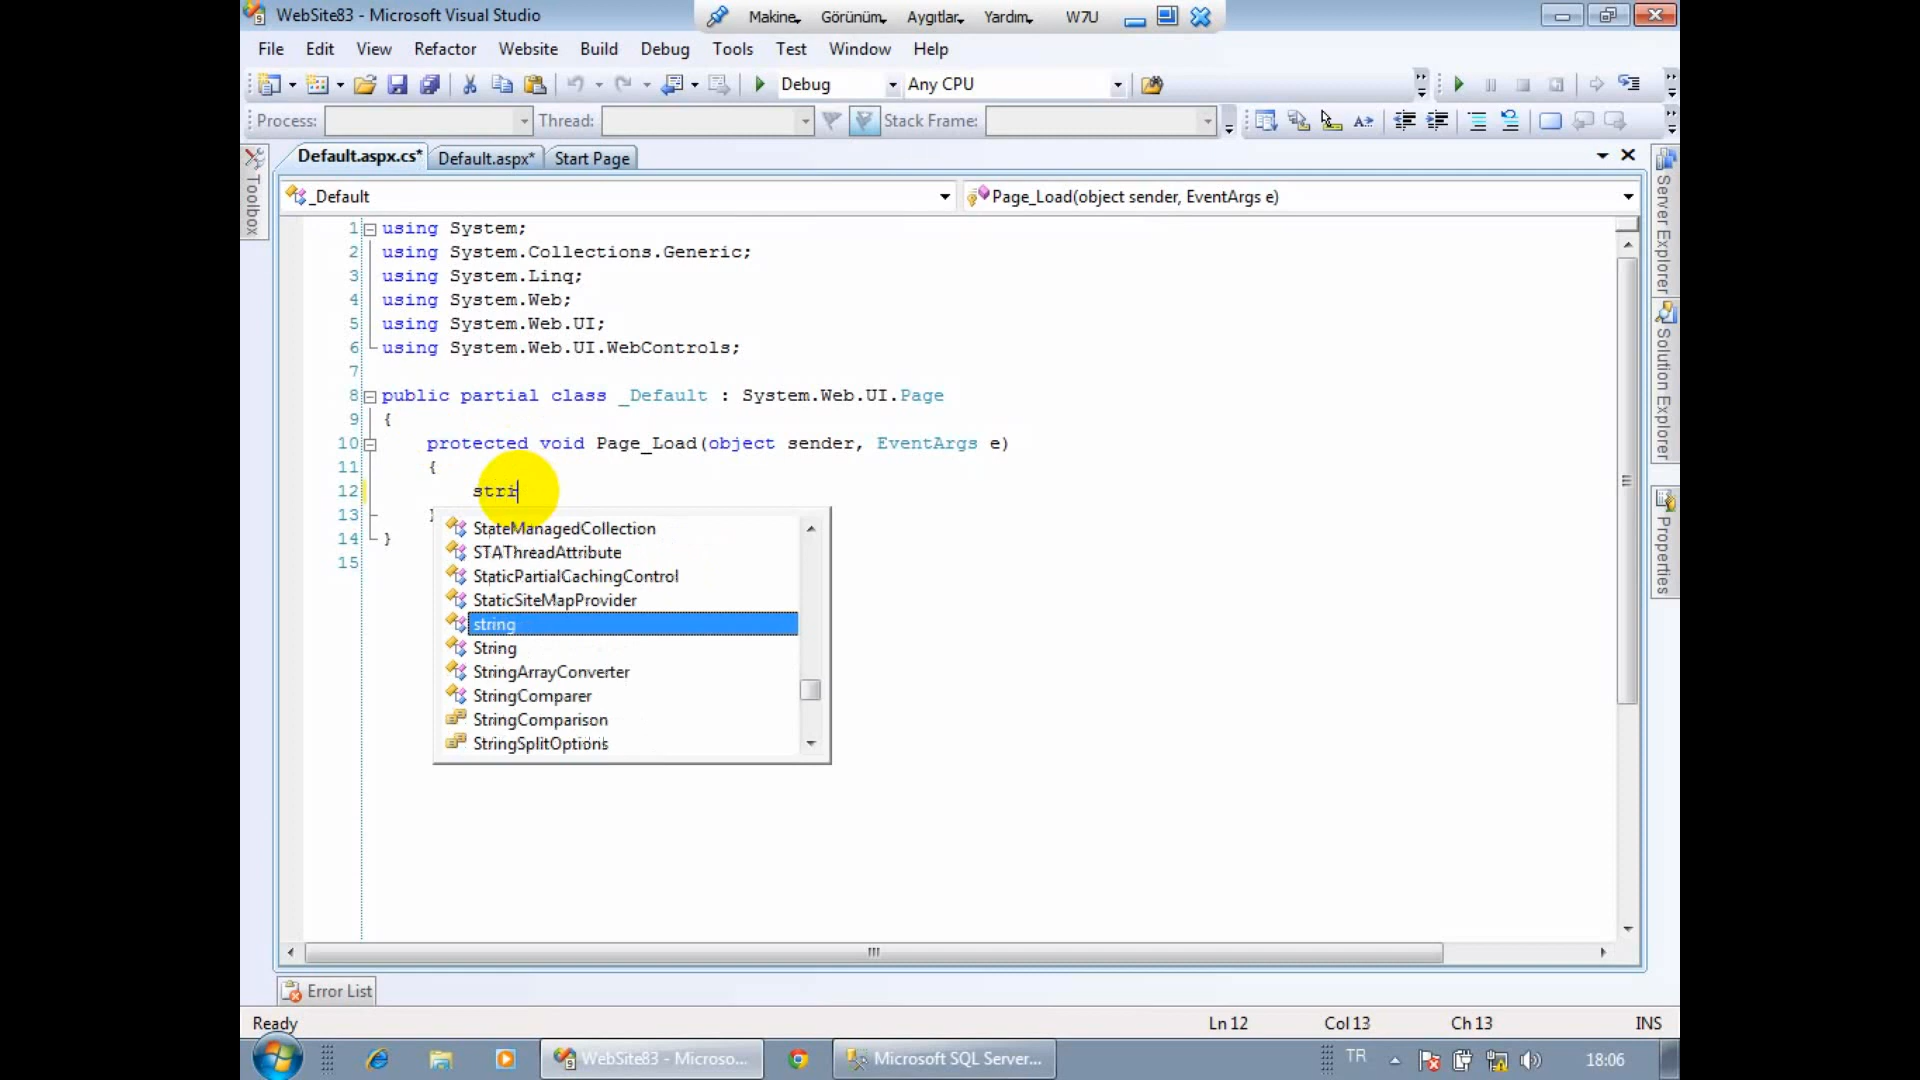 WebSite83 - Microsoft Visual Studio
Makine Görünüm Aygıtlar Yardım W7U
File Edit View Refactor Website Build Debug Tools Test Window Help
Debug Any CPU
Process: Thread: Stack Frame:
Default.aspx.cs* Default.aspx* Start Page
_Default Page_Load(object sender, EventArgs e)
Toolbox
Server Explorer
Solution Explorer
Properties
1 using System;
2 using System.Collections.Generic;
3 using System.Linq;
4 using System.Web;
5 using System.Web.UI;
6 using System.Web.UI.WebControls;
7
8 public partial class _Default : System.Web.UI.Page
9 {
10 protected void Page_Load(object sender, EventArgs e)
11 {
12 stri
13 }
14 }
15
StateManagedCollection
STAThreadAttribute
StaticPartialCachingControl
StaticSiteMapProvider
string
String
StringArrayConverter
StringComparer
StringComparison
StringSplitOptions
Error List
Ready Ln 12 Col 13 Ch 13 INS
WebSite83 - Microso... Microsoft SQL Server... TR 18:06